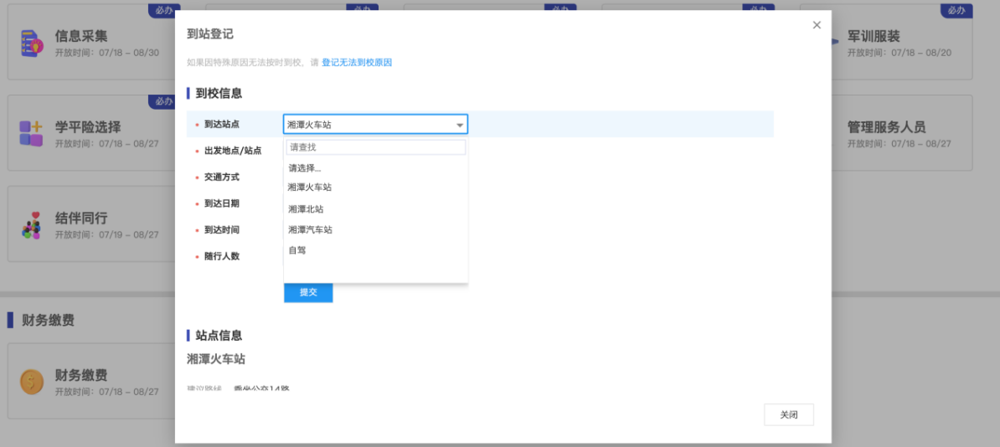 必办
必办
必办
必办
必办
信息采集
开放时间：07/18 – 08/30
军训服装
开放时间：07/18 – 08/20
必办
学平险选择
开放时间：07/18 – 08/27
管理服务人员
开放时间：07/18 – 08/27
结伴同行
开放时间：07/19 – 08/27
财务缴费
财务缴费
开放时间：07/18 – 08/27
到站登记
如果因特殊原因无法按时到校，请 登记无法到校原因
到校信息
• 到达站点
湘潭火车站
• 出发地点/站点
• 交通方式
• 到达日期
• 到达时间
• 随行人数
请查找
请选择...
湘潭火车站
湘潭北站
湘潭汽车站
自驾
提交
站点信息
湘潭火车站
建议路线 乘坐公交14路
关闭